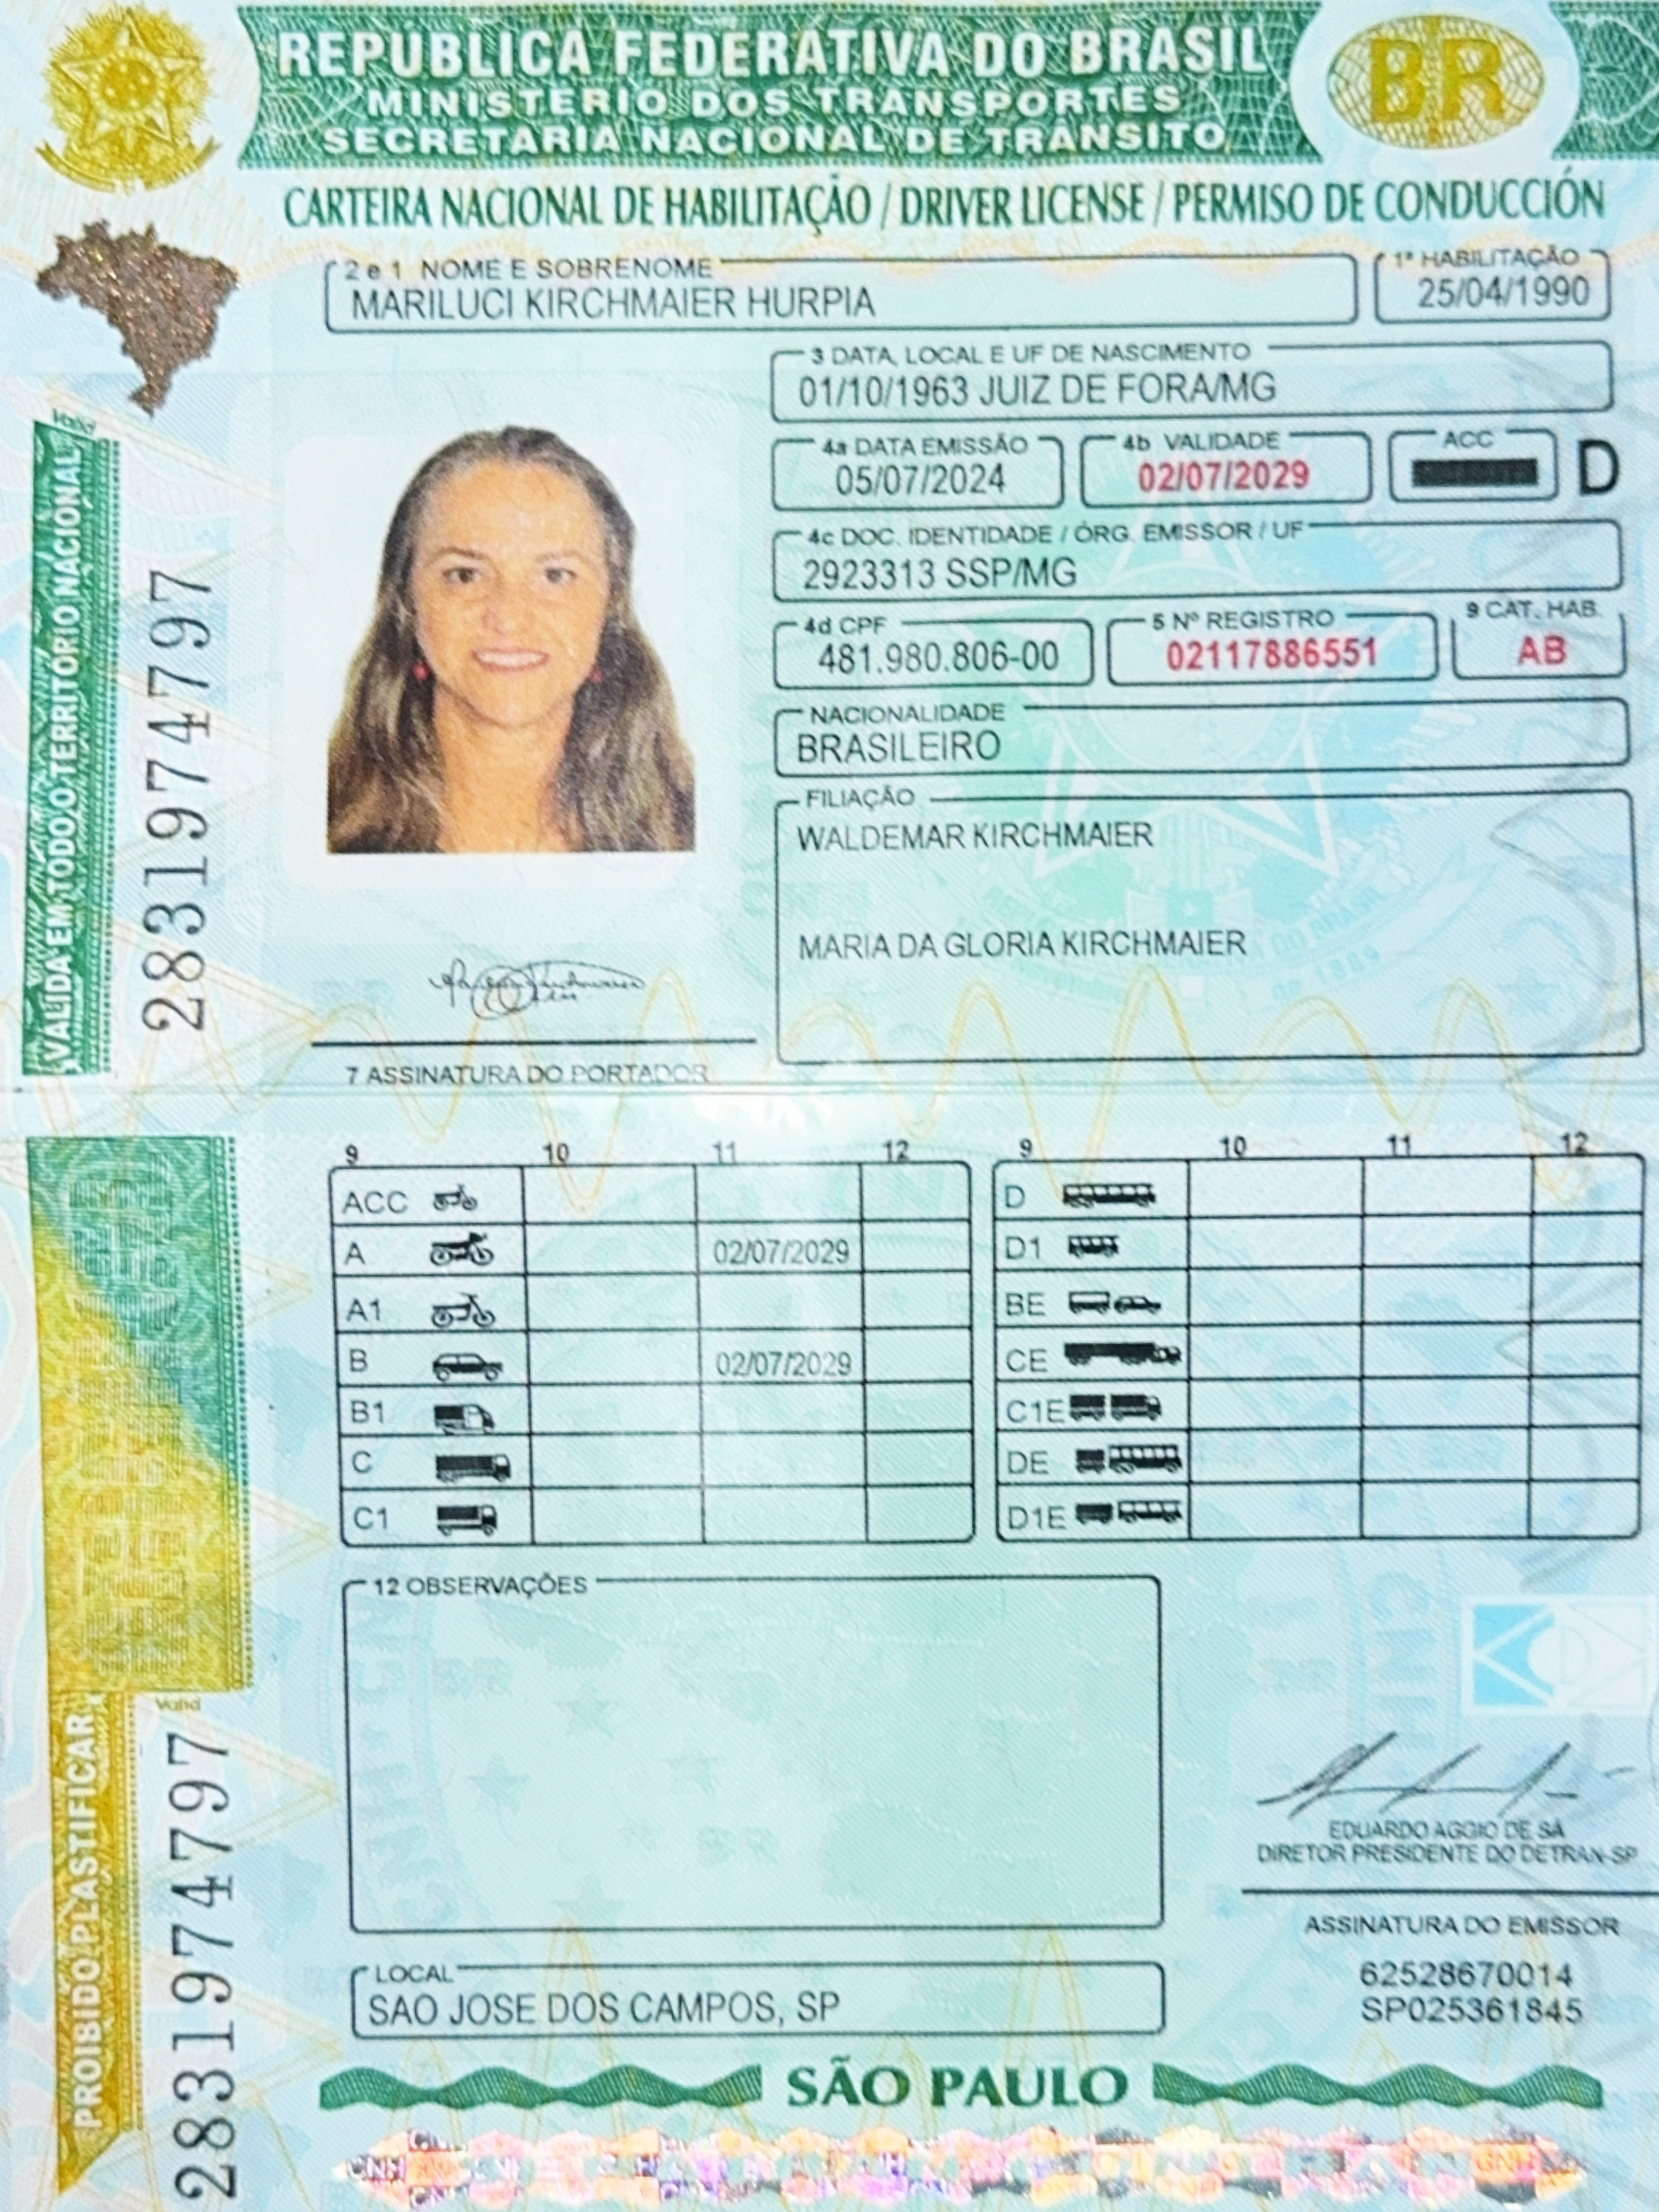 REPÚBLICA FEDERATIVA DO BRASIL
MINISTÉRIO DOS TRANSPORTES
SECRETARIA NACIONAL DE TRÂNSITO
BR
CARTEIRA NACIONAL DE HABILITAÇÃO / DRIVER LICENSE / PERMISO DE CONDUCCIÓN
2 e 1 NOME E SOBRENOME
MARILUCI KIRCHMAIER HURPIA
1ª HABILITAÇÃO
25/04/1990
3 DATA, LOCAL E UF DE NASCIMENTO
01/10/1963 JUIZ DE FORA/MG
4a DATA EMISSÃO
05/07/2024
4b VALIDADE
02/07/2029
ACC
D
4c DOC. IDENTIDADE / ÓRG. EMISSOR / UF
2923313 SSP/MG
4d CPF
481.980.806-00
5 Nº REGISTRO
02117886551
9 CAT. HAB.
AB
NACIONALIDADE
BRASILEIRO
FILIAÇÃO
WALDEMAR KIRCHMAIER
MARIA DA GLORIA KIRCHMAIER
7 ASSINATURA DO PORTADOR
Valid
VÁLIDA EM TODO O TERRITÓRIO NACIONAL
2831974797
9 10 11 12
ACC
A 02/07/2029
A1
B 02/07/2029
B1
C
C1
9 10 11 12
D
D1
BE
CE
C1E
DE
D1E
12 OBSERVAÇÕES
Valid
PROIBIDO PLASTIFICAR
2831974797
EDUARDO AGGIO DE SÁ
DIRETOR PRESIDENTE DO DETRAN-SP
ASSINATURA DO EMISSOR
62528670014
SP025361845
LOCAL
SAO JOSE DOS CAMPOS, SP
SÃO PAULO